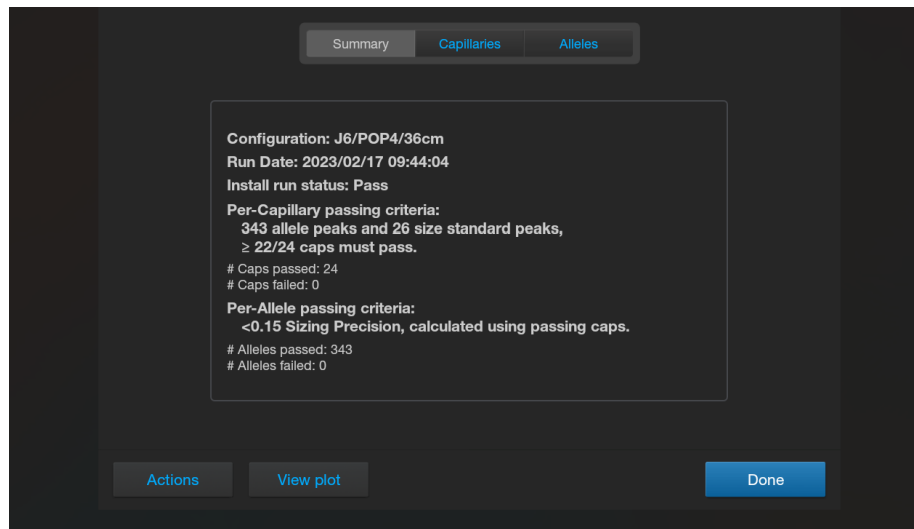 Summary
Capillaries
Alleles
Configuration: J6/POP4/36cm
Run Date: 2023/02/17 09:44:04
Install run status: Pass
Per-Capillary passing criteria:
343 allele peaks and 26 size standard peaks,
≥ 22/24 caps must pass.
# Caps passed: 24
# Caps failed: 0
Per-Allele passing criteria:
<0.15 Sizing Precision, calculated using passing caps.
# Alleles passed: 343
# Alleles failed: 0
Actions
View plot
Done